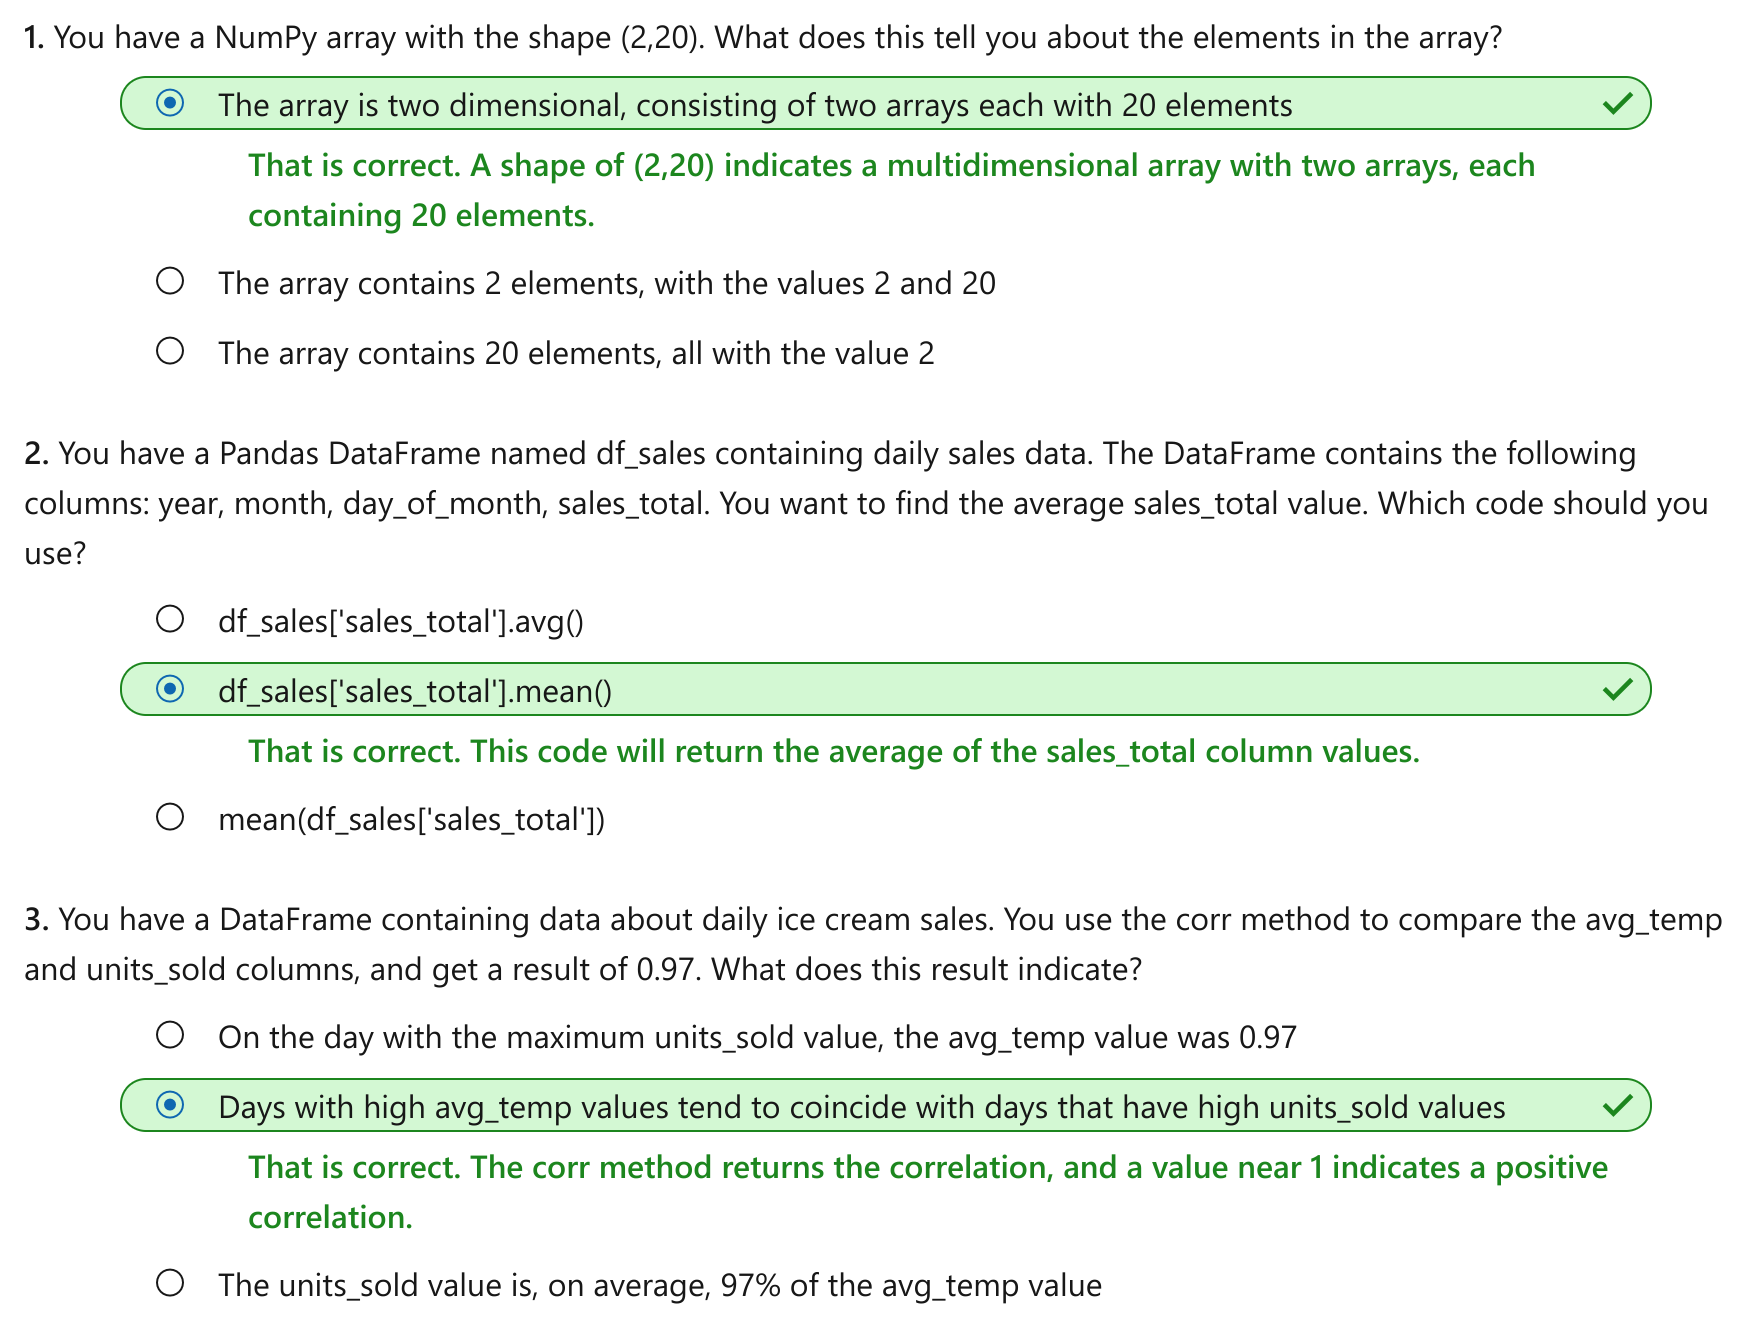 1. You have a NumPy array with the shape (2,20). What does this tell you about the elements in the array?
The array is two dimensional, consisting of two arrays each with 20 elements
That is correct. A shape of (2,20) indicates a multidimensional array with two arrays, each
containing 20 elements.
The array contains 2 elements, with the values 2 and 20
The array contains 20 elements, all with the value 2
2. You have a Pandas DataFrame named df_sales containing daily sales data. The DataFrame contains the following
columns: year, month, day_of_month, sales_total. You want to find the average sales_total value. Which code should you
use?
df_sales['sales_total'].avg()
df_sales['sales_total'].mean()
That is correct. This code will return the average of the sales_total column values.
mean(df_sales['sales_total'])
3. You have a DataFrame containing data about daily ice cream sales. You use the corr method to compare the avg_temp
and units_sold columns, and get a result of 0.97. What does this result indicate?
On the day with the maximum units_sold value, the avg_temp value was 0.97
Days with high avg_temp values tend to coincide with days that have high units_sold values
That is correct. The corr method returns the correlation, and a value near 1 indicates a positive
correlation.
The units_sold value is, on average, 97% of the avg_temp value